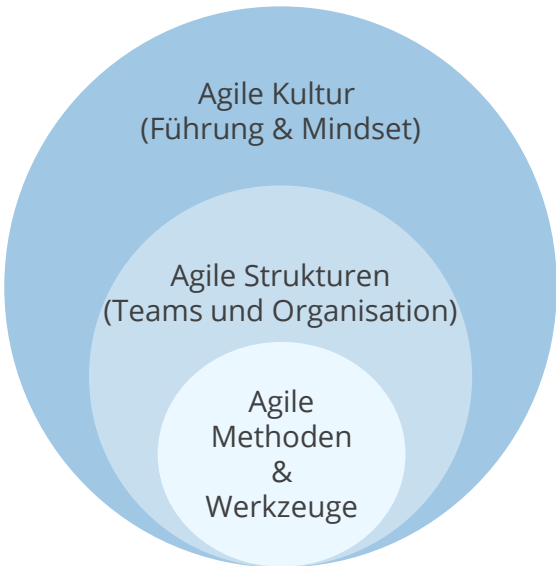 Agile Kultur
(Führung & Mindset)
Agile Strukturen
(Teams und Organisation)
Agile
Methoden
&
Werkzeuge